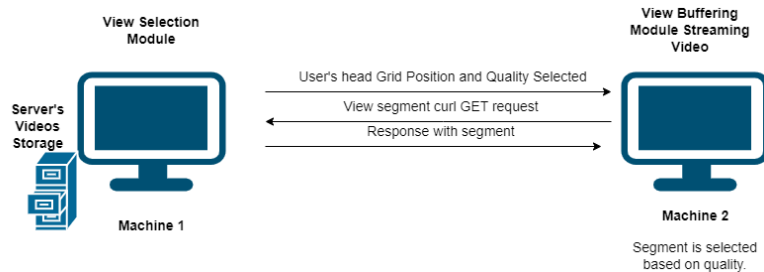 View Selection
Module
View Buffering
Module Streaming
Video
User's head Grid Position and Quality Selected
View segment curl GET request
Response with segment
Server's
Videos
Storage
Machine 1
Machine 2
Segment is selected
based on quality.